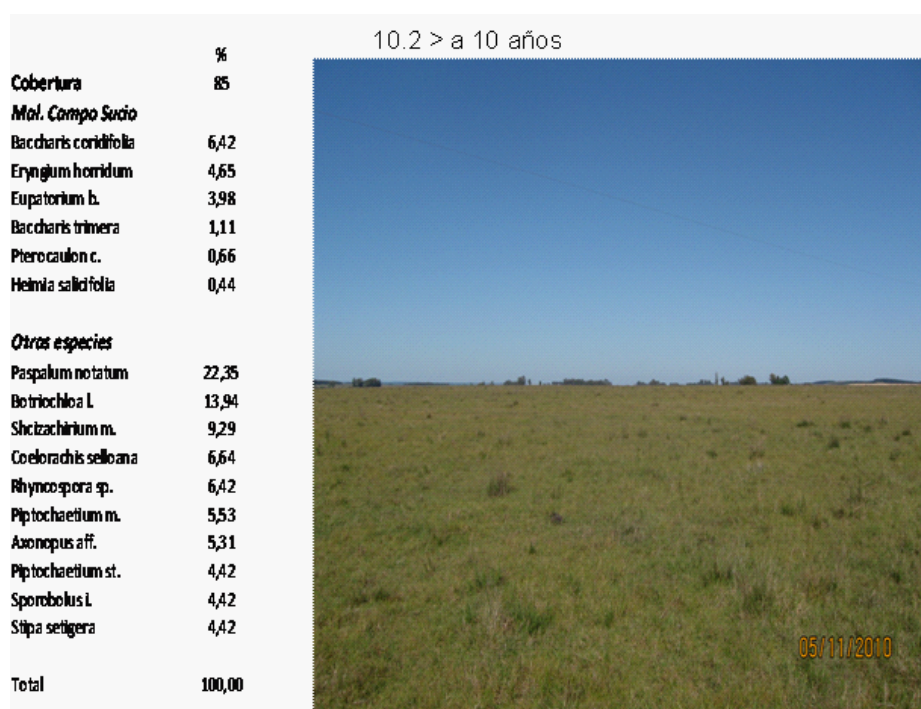 10.2 > a 10 años
%
Cobertura 85
Mal. Campo Sucio
Baccharis coridifolia 6,42
Eryngium horridum 4,65
Eupatorium b. 3,98
Baccharis trimera 1,11
Pterocaulon c. 0,66
Heimia salicifolia 0,44
Otras especies
Paspalum notatum 22,35
Botriochloa l. 13,94
Shcizachirium m. 9,29
Coelorachis selloana 6,64
Rhyncospora sp. 6,42
Piptochaetium m. 5,53
Axonopus aff. 5,31
Piptochaetium st. 4,42
Sporobolus i. 4,42
Stipa setigera 4,42
Total 100,00
05/11/2010